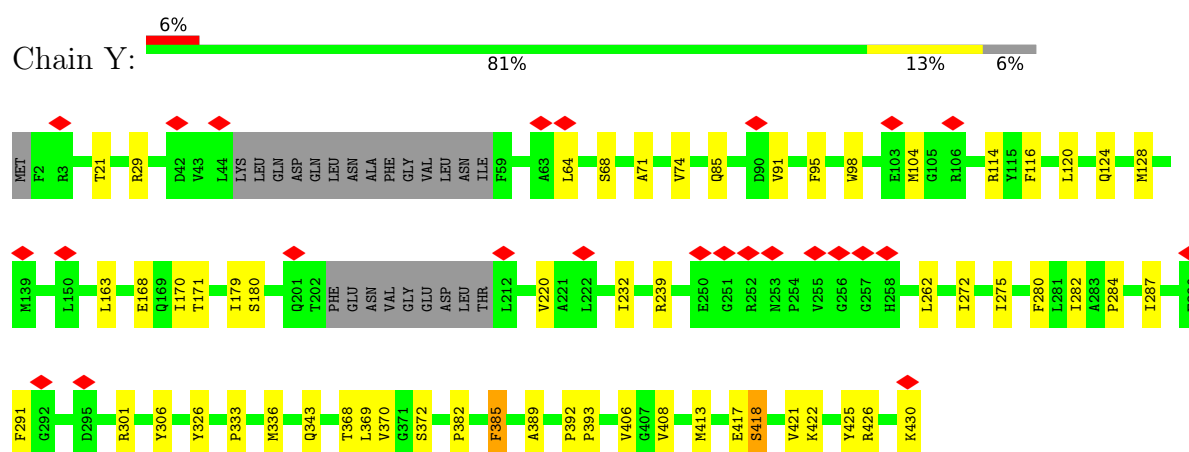 6%
Chain Y:
81% 13% 6%
MET F2 R3 T21 R29 D42 V43 L44 LYS LEU GLN ASP GLN LEU ASN ALA PHE GLY VAL LEU ASN ILE F59 A63 L64 S68 A71 V74 Q85 D90 V91 F95 W98 E103 M104 G105 R106 R114 Y115 F116 L120 Q124 M128
M139 L150 L163 E168 Q169 I170 T171 I179 S180 Q201 T202 PHE GLU ASN VAL GLY GLU ASP LEU THR L212 V220 A221 L222 I232 R239 E250 G251 R252 N253 P254 V255 G256 G257 H258 L262 I272 I275 F280 L281 I282 A283 P284 I287
F291 G292 D295 R301 Y306 Y326 P333 M336 Q343 T368 L369 V370 G371 S372 P382 F385 A389 P392 P393 V406 G407 V408 M413 E417 S418 V421 K422 Y425 R426 K430